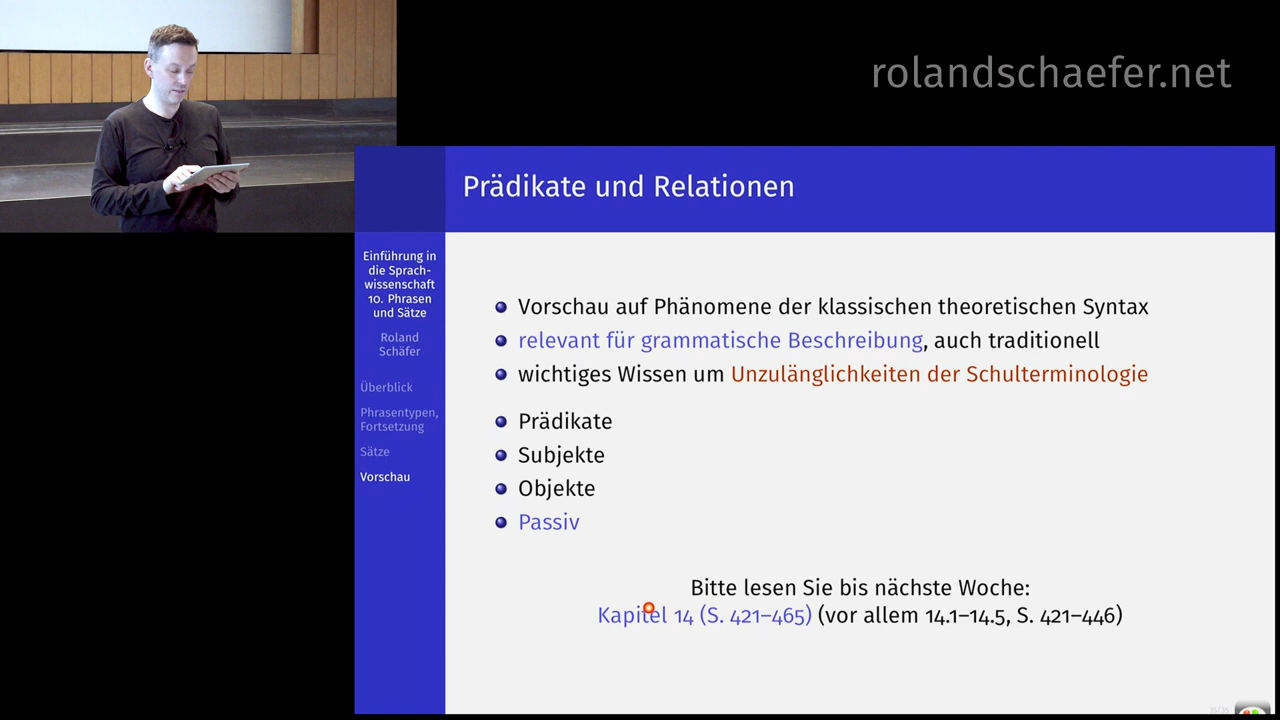 rolandschaefer.net
Prädikate und Relationen
Einführung in
die Sprach-
wissenschaft
10. Phrasen
und Sätze
Roland
Schäfer
Überblick
Phrasentypen,
Fortsetzung
Sätze
Vorschau
Vorschau auf Phänomene der klassischen theoretischen Syntax
relevant für grammatische Beschreibung, auch traditionell
wichtiges Wissen um Unzulänglichkeiten der Schulterminologie
Prädikate
Subjekte
Objekte
Passiv
Bitte lesen Sie bis nächste Woche:
Kapitel 14 (S. 421–465) (vor allem 14.1–14.5, S. 421–446)